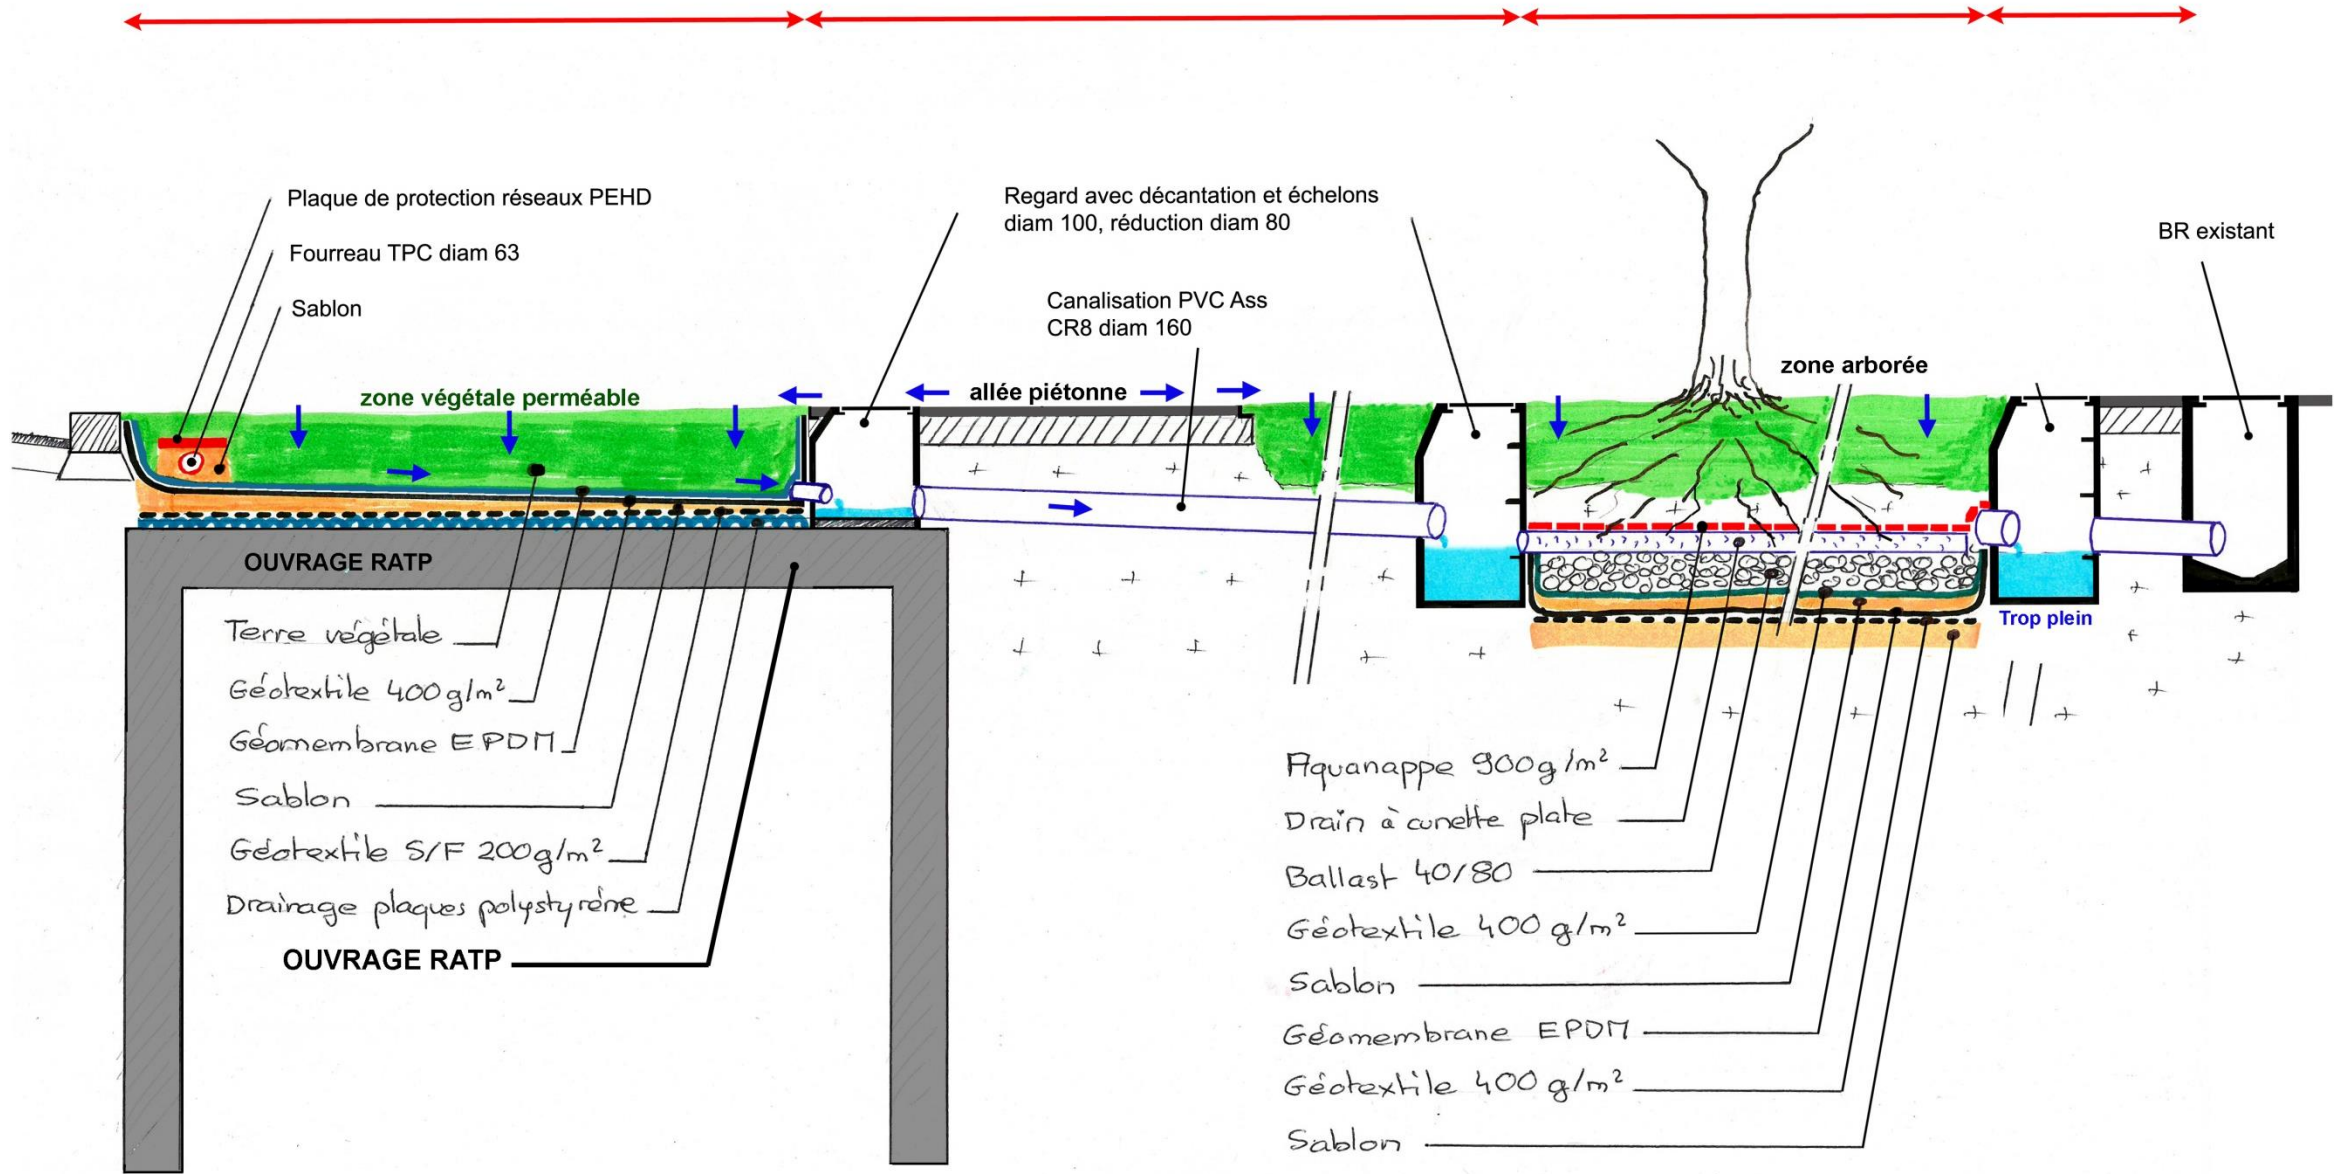 Plaque de protection réseaux PEHD
Fourreau TPC diam 63
Sablon
Regard avec décantation et échelons
diam 100, réduction diam 80
Canalisation PVC Ass
CR8 diam 160
BR existant
zone végétale perméable
allée piétonne
zone arborée
OUVRAGE RATP
Trop plein
Terre végétale
Géotextile 400 g/m²
Géomembrane EPDM
Sablon
Géotextile S/F 200g/m²
Drainage plaques polystyrène
OUVRAGE RATP
Aquanappe 900g/m²
Drain à cunette plate
Ballast 40/80
Géotextile 400 g/m²
Sablon
Géomembrane EPDM
Géotextile 400 g/m²
Sablon